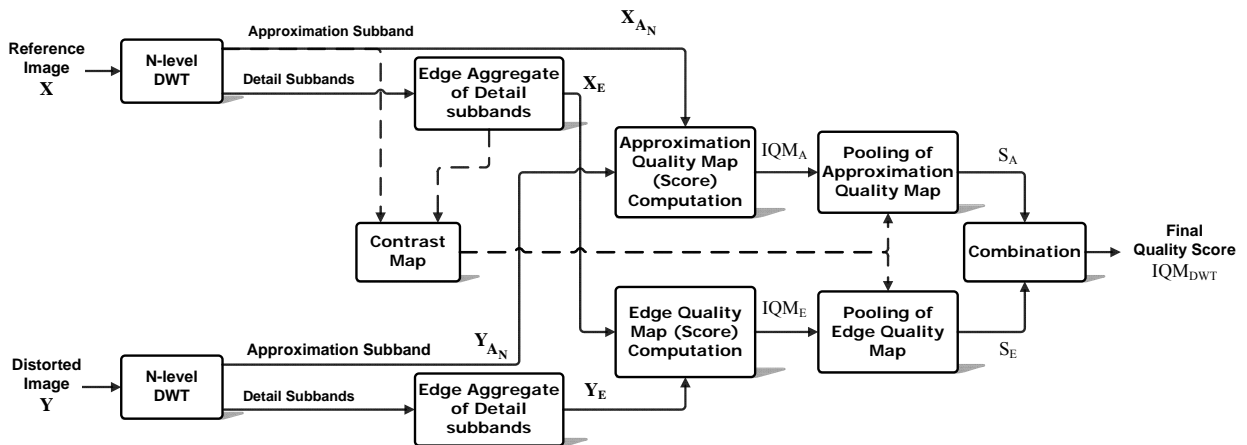 Reference
Image
X
N-level
DWT
Approximation Subband
Detail Subbands
X_{A_N}
Edge Aggregate
of Detail
subbands
X_E
Approximation
Quality Map
(Score)
Computation
IQM_A
Pooling of
Approximation
Quality Map
S_A
Contrast
Map
Combination
Final
Quality Score
IQM_{DWT}
Edge Quality
Map (Score)
Computation
IQM_E
Pooling of
Edge Quality
Map
S_E
Distorted
Image
Y
N-level
DWT
Approximation Subband
Detail Subbands
Y_{A_N}
Edge Aggregate
of Detail
subbands
Y_E